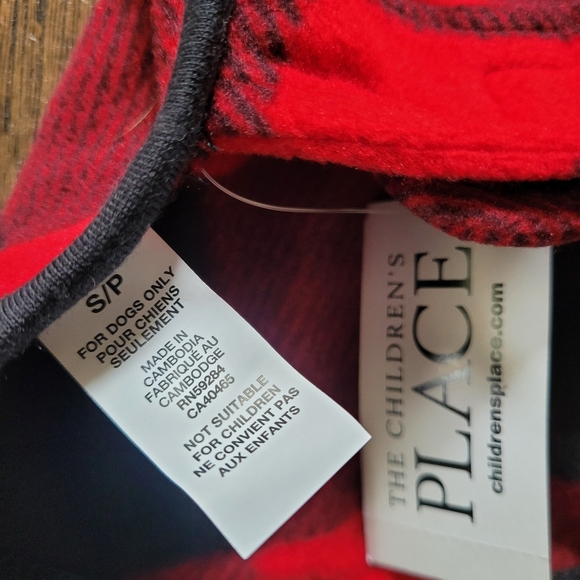 S/P
FOR DOGS ONLY
POUR CHIENS
SEULEMENT
MADE IN
CAMBODIA
FABRIQUÉ AU
CAMBODGE
RN59284
CA40465
NOT SUITABLE
FOR CHILDREN
NE CONVIENT PAS
AUX ENFANTS
THE CHILDREN'S
PLACE
childrensplace.com